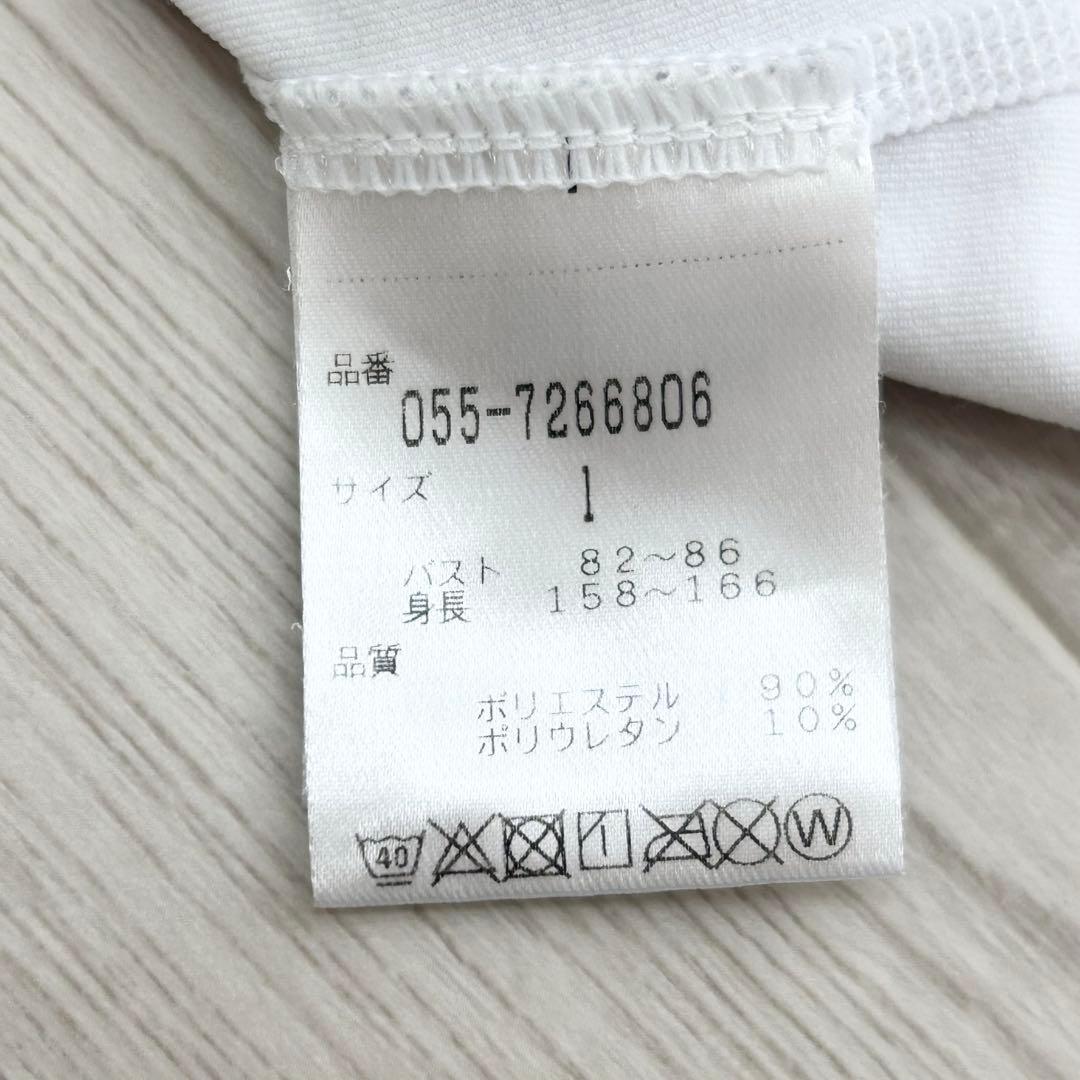 品番
055-7266806
サイズ 1
バスト 82～86
身長 158～166
品質
ポリエステル 90%
ポリウレタン 10%
40 W